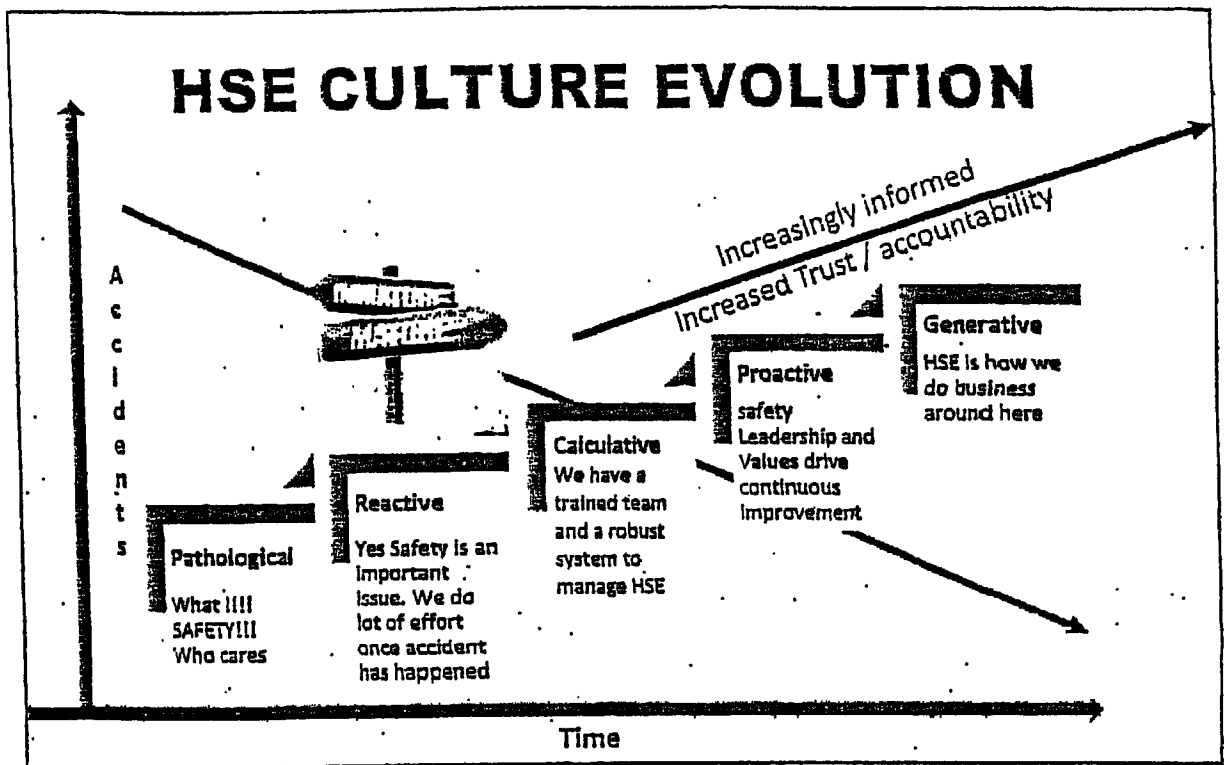 HSE CULTURE EVOLUTION
Accidents
Increasingly informed
Increased Trust / accountability
Pathological
What !!!!
SAFETY!!!
Who cares
Reactive
Yes Safety is an
important
issue. We do
lot of effort
once accident
has happened
Calculative
We have a
trained team
and a robust
system to
manage HSE
Proactive
safety
Leadership and
Values drive
continuous
improvement
Generative
HSE is how we
do business
around here
Time